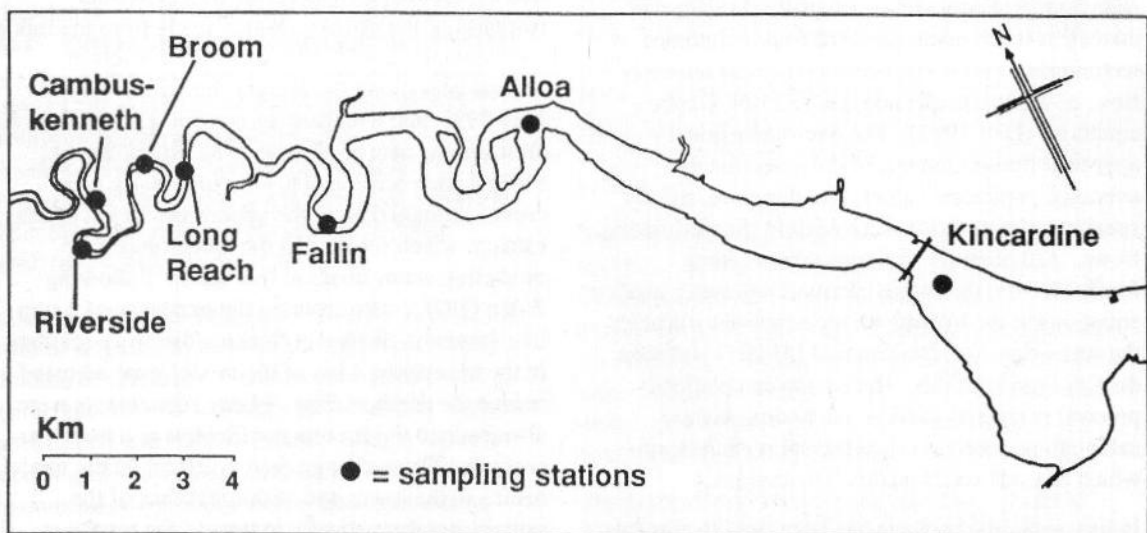 Broom
Cambus-
kenneth
Alloa
N
Long
Reach
Fallin
Kincardine
Riverside
Km
0 1 2 3 4
= sampling stations